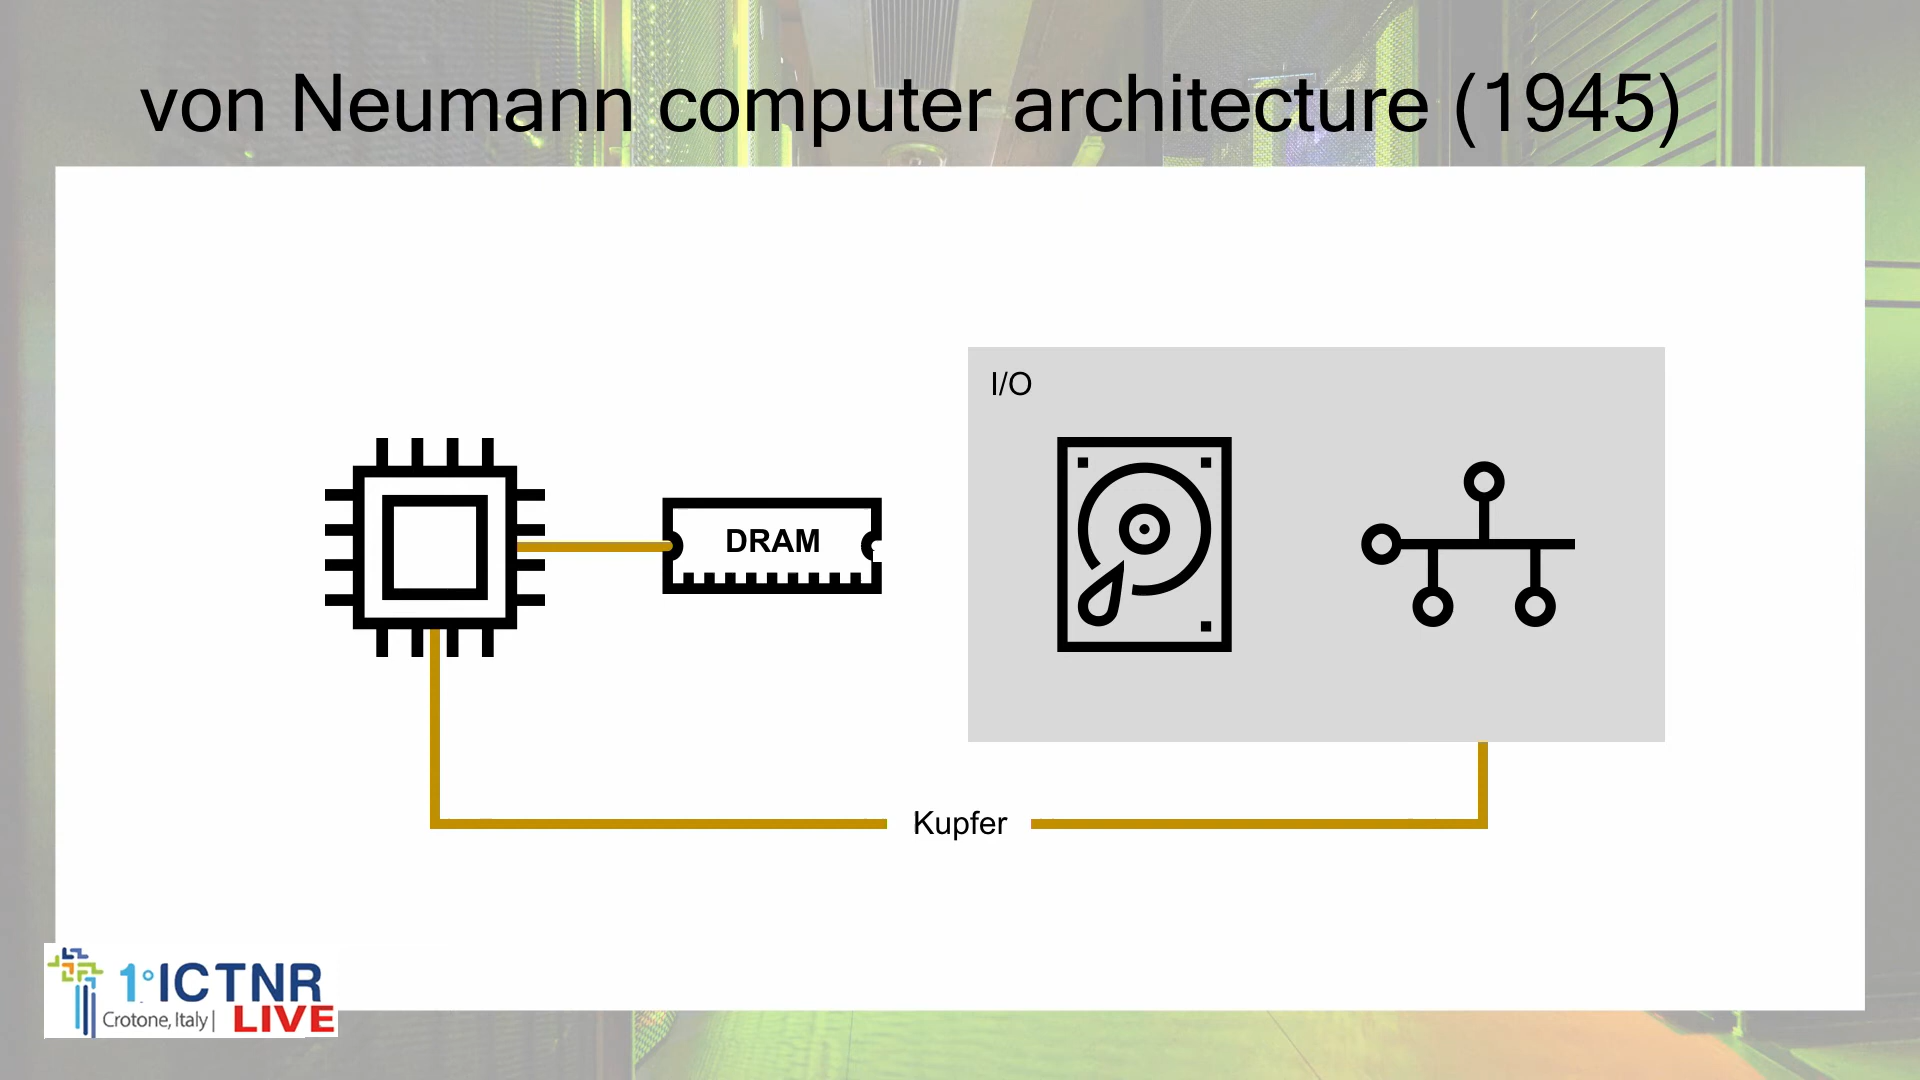 von Neumann computer architecture (1945)
I/O
DRAM
Kupfer
1°ICTNR
Crotone, Italy| LIVE